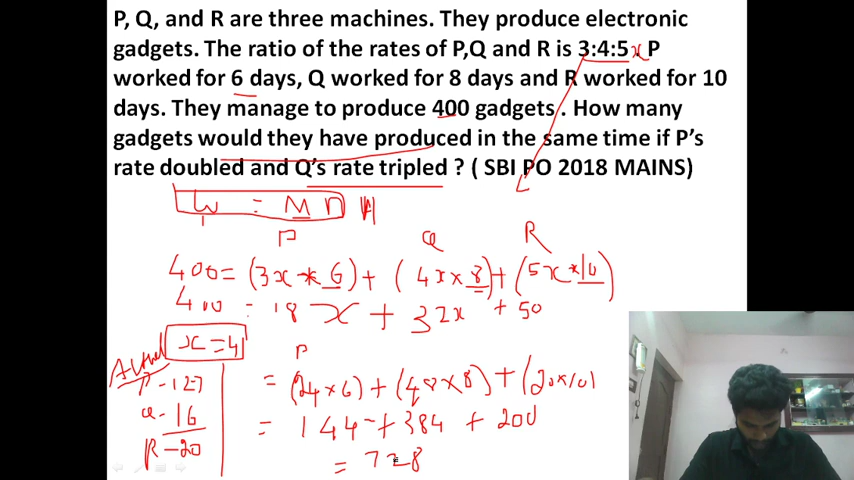 P, Q, and R are three machines. They produce electronic
gadgets. The ratio of the rates of P,Q and R is 3:4:5 x P
worked for 6 days, Q worked for 8 days and R worked for 10
days. They manage to produce 400 gadgets . How many
gadgets would they have produced in the same time if P's
rate doubled and Q's rate tripled ? ( SBI PO 2018 MAINS)
W = M D H
P Q R
400 = (3x * 6) + (4x × 8) + (5x * 10)
400 = 18x + 32x + 50
x = 4
Actual
P - 12
Q - 16
R - 20
P
= (24 × 6) + (48 × 8) + (20 × 10)
= 144 + 384 + 200
= 728